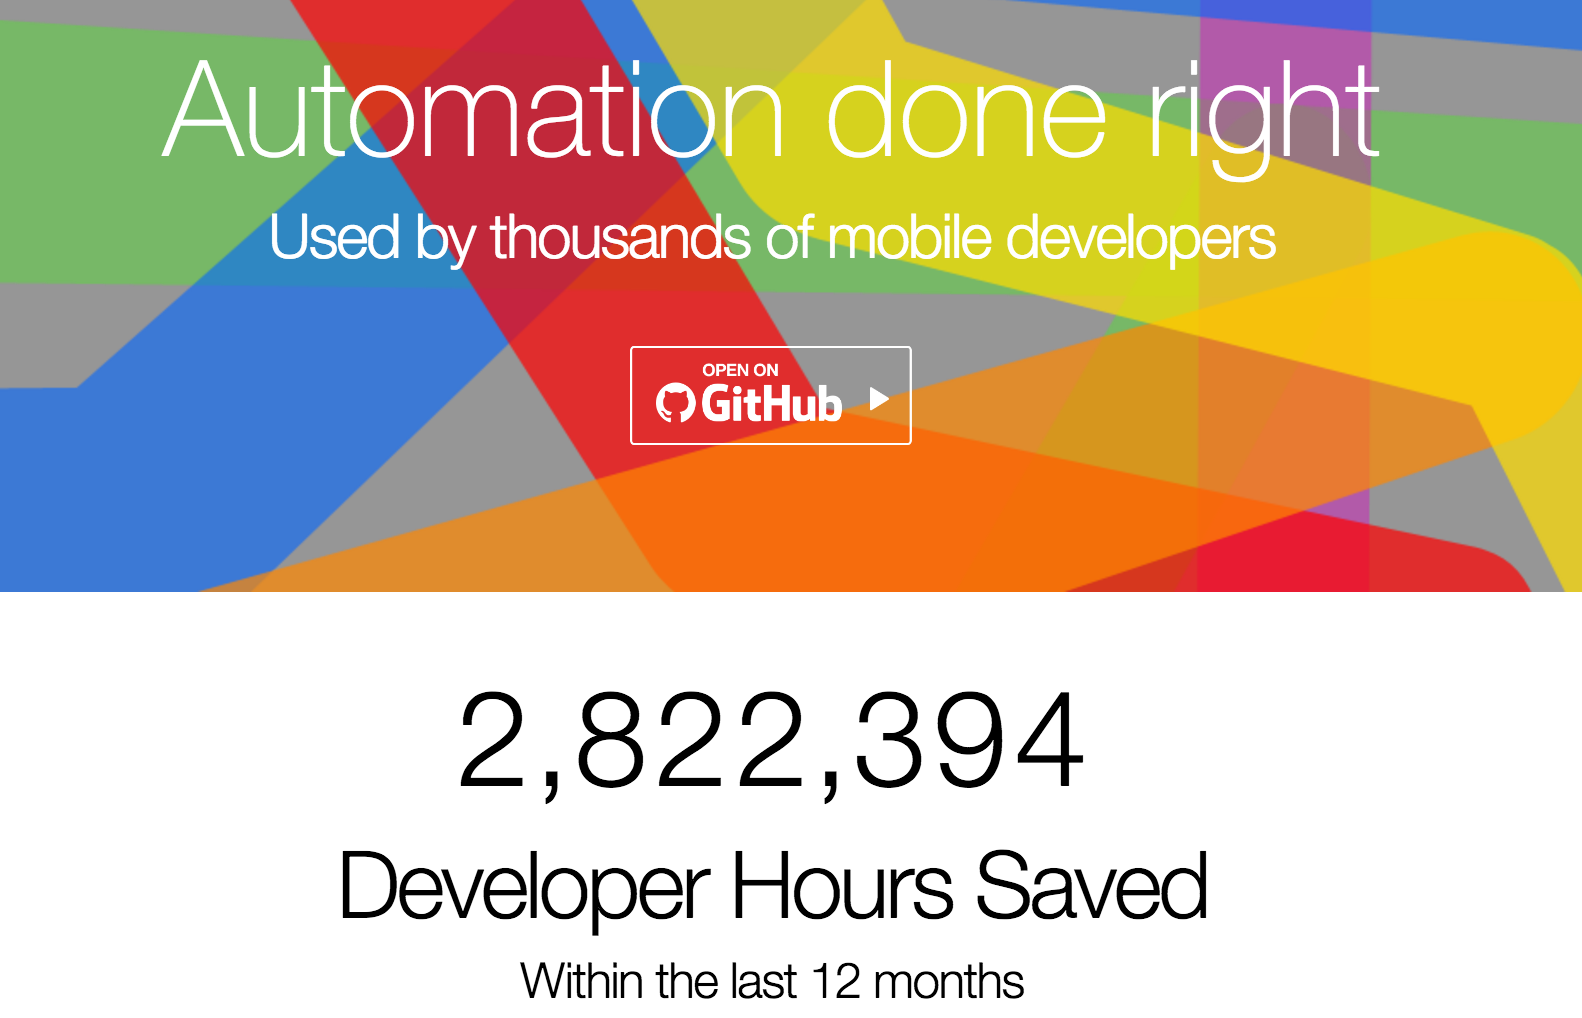 Automation done right
Used by thousands of mobile developers
OPEN ON
GitHub
2,822,394
Developer Hours Saved
Within the last 12 months